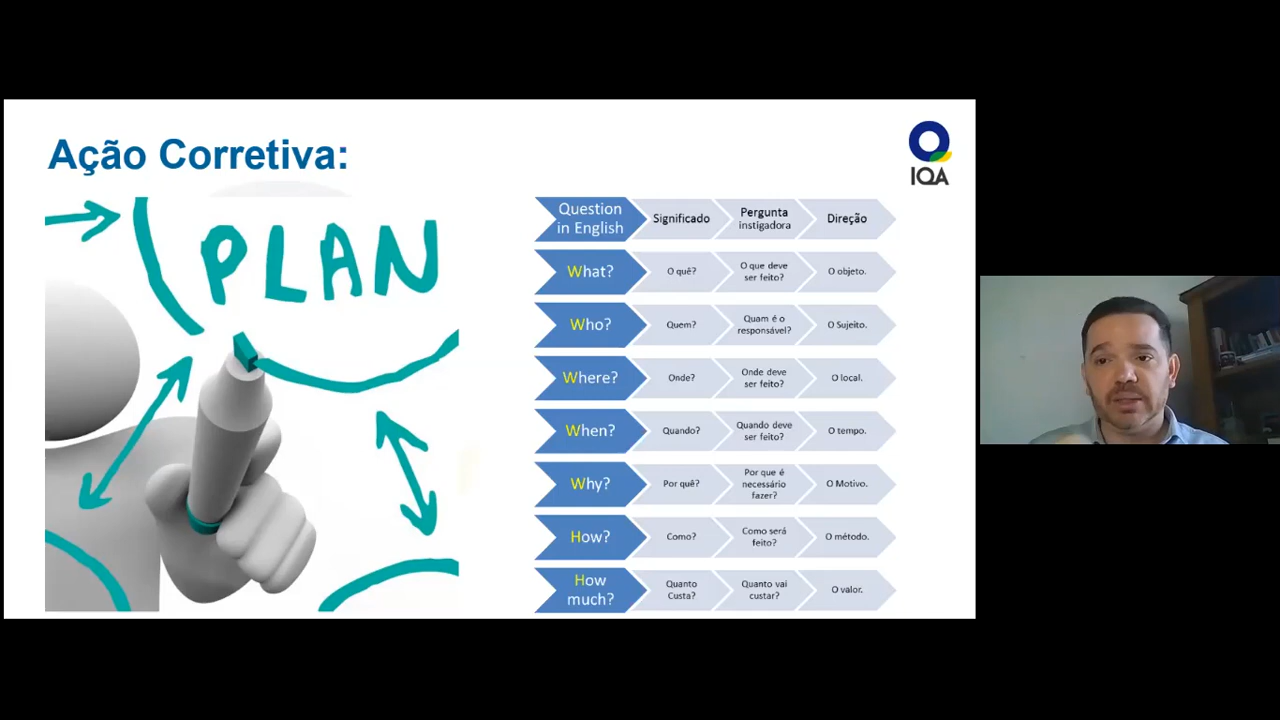 Ação Corretiva:
IQA
PLAN
Question
in English
Significado
Pergunta
instigadora
Direção
What?
O quê?
O que deve
ser feito?
O objeto.
Who?
Quem?
Quam é o
responsável?
O Sujeito.
Where?
Onde?
Onde deve
ser feito?
O local.
When?
Quando?
Quando deve
ser feito?
O tempo.
Why?
Por quê?
Por que é
necessário
fazer?
O Motivo.
How?
Como?
Como será
feito?
O método.
How
much?
Quanto
Custa?
Quanto vai
custar?
O valor.